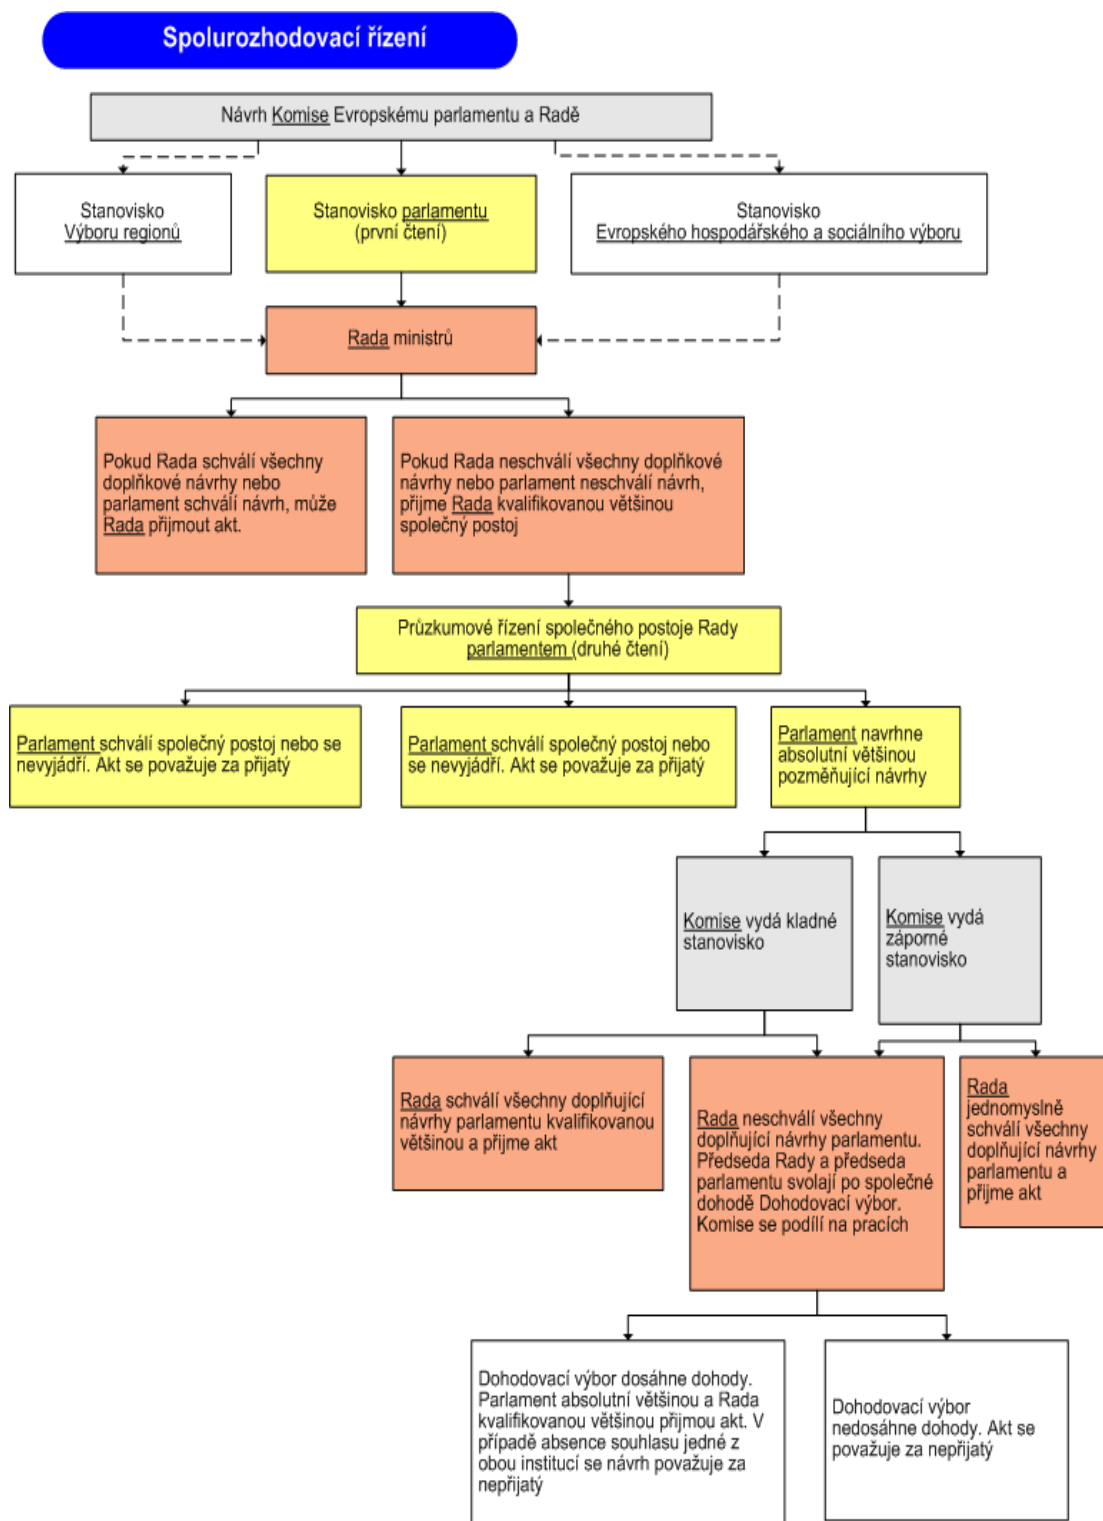 Spolurozhodovací řízení
Návrh Komise Evropskému parlamentu a Radě
Stanovisko
Výboru regionů
Stanovisko parlamentu
(první čtení)
Stanovisko
Evropského hospodářského a sociálního výboru
Rada ministrů
Pokud Rada schválí všechny
doplňkové návrhy nebo
parlament schválí návrh, může
Rada přijmout akt.
Pokud Rada neschválí všechny doplňkové
návrhy nebo parlament neschválí návrh,
přijme Rada kvalifikovanou většinou
společný postoj
Průzkumové řízení společného postoje Rady
parlamentem (druhé čtení)
Parlament schválí společný postoj nebo se
nevyjádří. Akt se považuje za přijatý
Parlament schválí společný postoj nebo
se nevyjádří. Akt se považuje za přijatý
Parlament navrhne
absolutní většinou
pozměňující návrhy
Komise vydá kladné
stanovisko
Komise vydá
záporné
stanovisko
Rada schválí všechny doplňující
návrhy parlamentu kvalifikovanou
většinou a přijme akt
Rada neschválí všechny
doplňující návrhy parlamentu.
Předseda Rady a předseda
parlamentu svolají po společné
dohodě Dohodovací výbor.
Komise se podílí na pracích
Rada
jednomyslně
schválí všechny
doplňující návrhy
parlamentu a
přijme akt
Dohodovací výbor dosáhne dohody.
Parlament absolutní většinou a Rada
kvalifikovanou většinou přijmou akt. V
případě absence souhlasu jedné z
obou institucí se návrh považuje za
nepřijatý
Dohodovací výbor
nedosáhne dohody. Akt se
považuje za nepřijatý